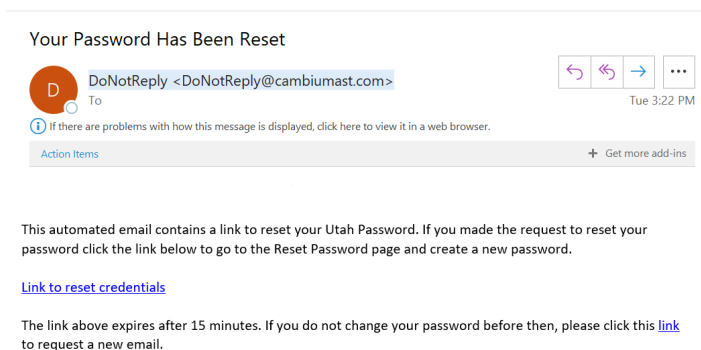 Your Password Has Been Reset
D
DoNotReply <DoNotReply@cambiumast.com>
To
Tue 3:22 PM
If there are problems with how this message is displayed, click here to view it in a web browser.
Action Items
+ Get more add-ins
This automated email contains a link to reset your Utah Password. If you made the request to reset your
password click the link below to go to the Reset Password page and create a new password.
Link to reset credentials
The link above expires after 15 minutes. If you do not change your password before then, please click this link
to request a new email.